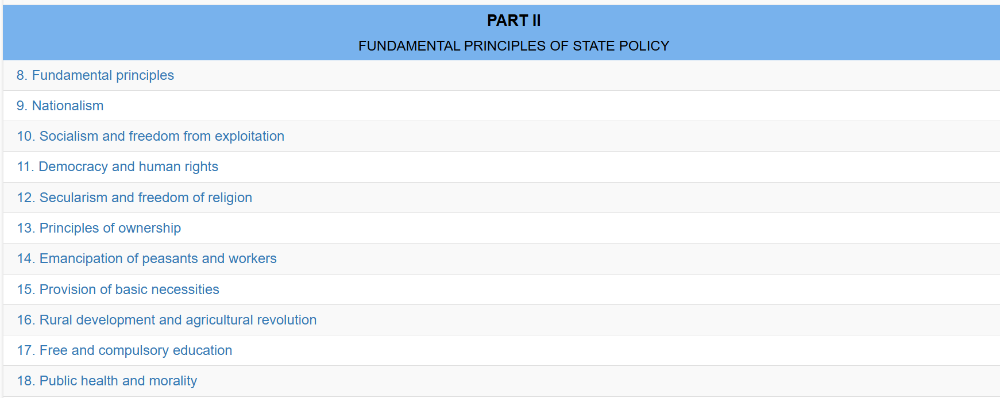 PART II
FUNDAMENTAL PRINCIPLES OF STATE POLICY
8. Fundamental principles
9. Nationalism
10. Socialism and freedom from exploitation
11. Democracy and human rights
12. Secularism and freedom of religion
13. Principles of ownership
14. Emancipation of peasants and workers
15. Provision of basic necessities
16. Rural development and agricultural revolution
17. Free and compulsory education
18. Public health and morality